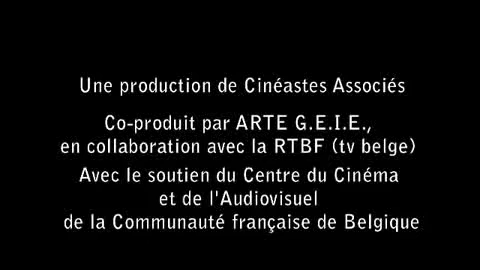 Une production de Cinéastes Associés
Co-produit par ARTE G.E.I.E.,
en collaboration avec la RTBF (tv belge)
Avec le soutien du Centre du Cinéma
et de l'Audiovisuel
de la Communauté française de Belgique